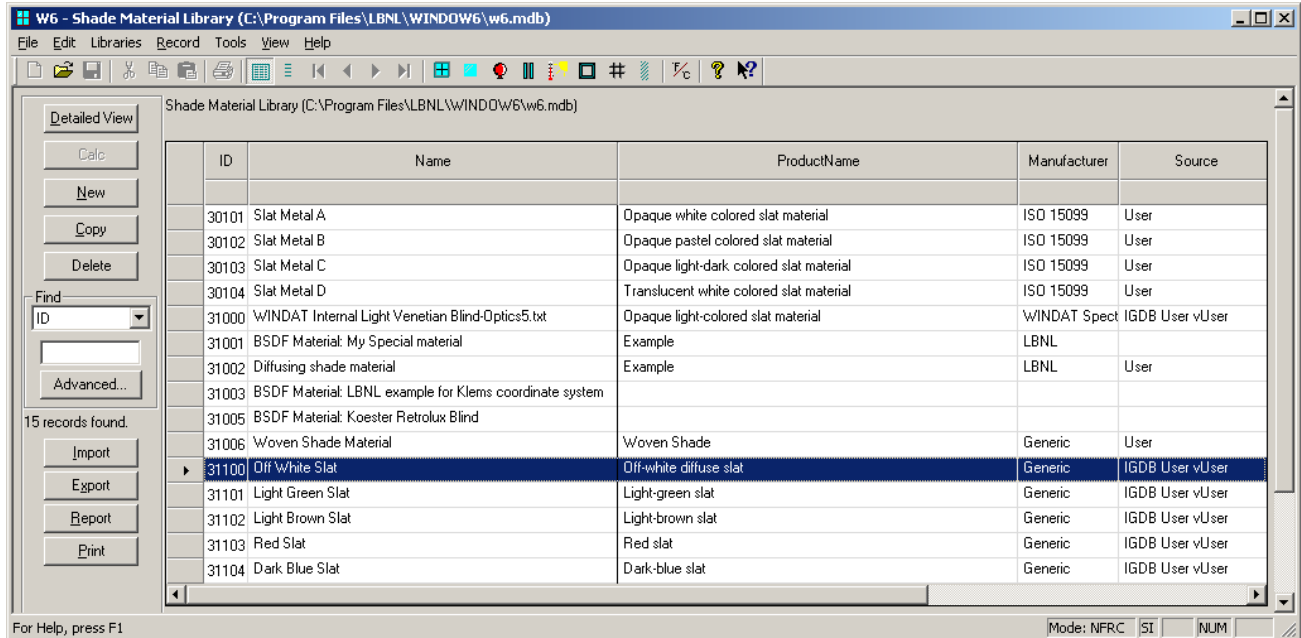 W6 - Shade Material Library (C:\Program Files\LBNL\WINDOW6\w6.mdb)
File Edit Libraries Record Tools View Help
Shade Material Library (C:\Program Files\LBNL\WINDOW6\w6.mdb)
Detailed View
Calc
New
Copy
Delete
Find
ID
Advanced...
15 records found.
Import
Export
Report
Print
ID Name ProductName Manufacturer Source
30101 Slat Metal A Opaque white colored slat material ISO 15099 User
30102 Slat Metal B Opaque pastel colored slat material ISO 15099 User
30103 Slat Metal C Opaque light-dark colored slat material ISO 15099 User
30104 Slat Metal D Translucent white colored slat material ISO 15099 User
31000 WINDAT Internal Light Venetian Blind-Optics5.txt Opaque light-colored slat material WINDAT Spect IGDB User vUser
31001 BSDF Material: My Special material Example LBNL
31002 Diffusing shade material Example LBNL User
31003 BSDF Material: LBNL example for Klems coordinate system
31005 BSDF Material: Koester Retrolux Blind
31006 Woven Shade Material Woven Shade Generic User
31100 Off White Slat Off-white diffuse slat Generic IGDB User vUser
31101 Light Green Slat Light-green slat Generic IGDB User vUser
31102 Light Brown Slat Light-brown slat Generic IGDB User vUser
31103 Red Slat Red slat Generic IGDB User vUser
31104 Dark Blue Slat Dark-blue slat Generic IGDB User vUser
For Help, press F1 Mode: NFRC SI NUM